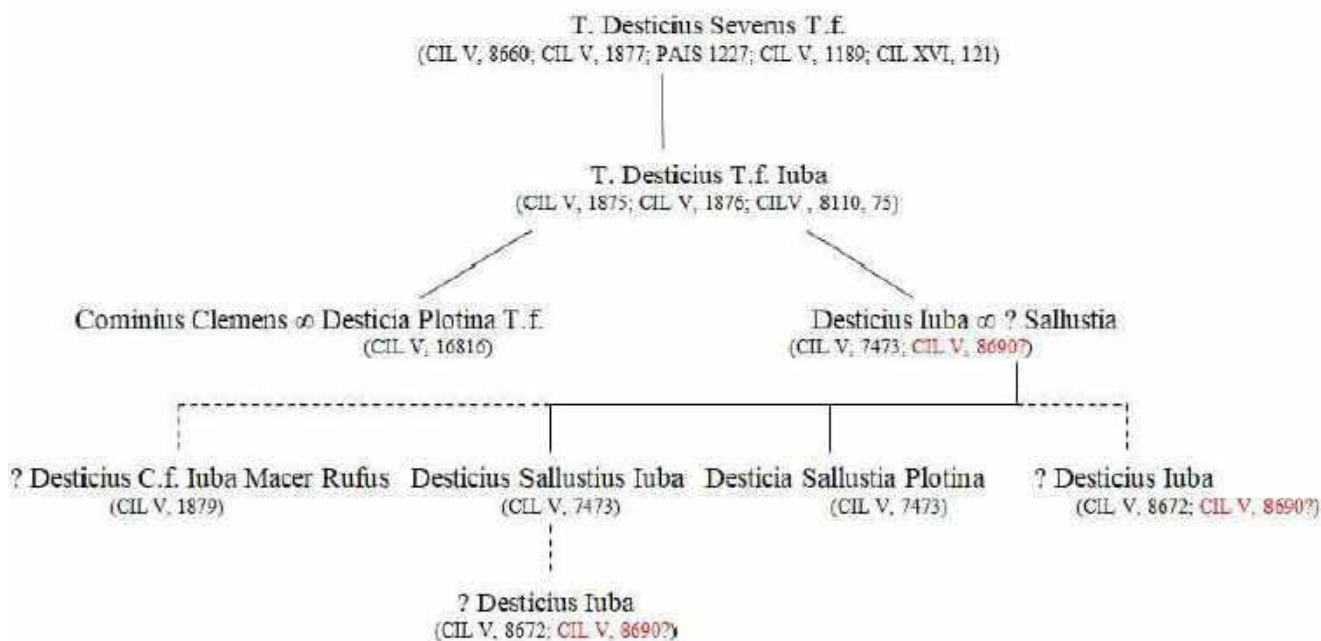 T. Desticius Severus T.f.
(CIL V, 8660; CIL V, 1877; PAIS 1227; CIL V, 1189; CIL XVI, 121)
T. Desticius T.f. Iuba
(CIL V, 1875; CIL V, 1876; CILV , 8110, 75)
Cominius Clemens ∞ Desticia Plotina T.f.
(CIL V, 16816)
Desticius Iuba ∞ ? Sallustia
(CIL V, 7473; CIL V, 8690?)
? Desticius C.f. Iuba Macer Rufus
(CIL V, 1879)
Desticius Sallustius Iuba
(CIL V, 7473)
Desticia Sallustia Plotina
(CIL V, 7473)
? Desticius Iuba
(CIL V, 8672; CIL V, 8690?)
? Desticius Iuba
(CIL V, 8672; CIL V, 8690?)